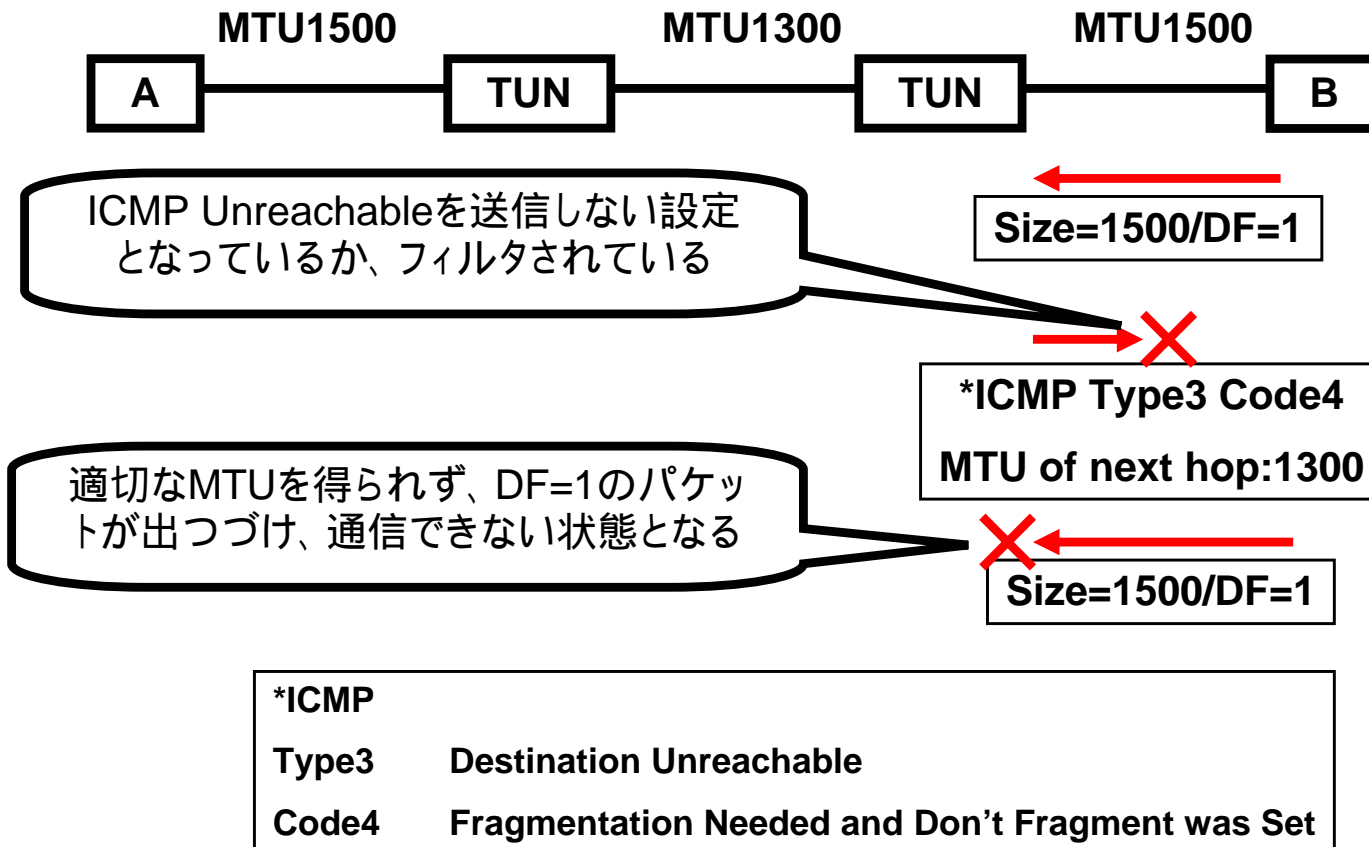 MTU1500 MTU1300 MTU1500
A TUN TUN B
ICMP Unreachableを送信しない設定
となっているか、フィルタされている
Size=1500/DF=1
*ICMP Type3 Code4
MTU of next hop:1300
適切なMTUを得られず、DF=1のパケッ
トが出つづけ、通信できない状態となる
Size=1500/DF=1
*ICMP
Type3 Destination Unreachable
Code4 Fragmentation Needed and Don't Fragment was Set